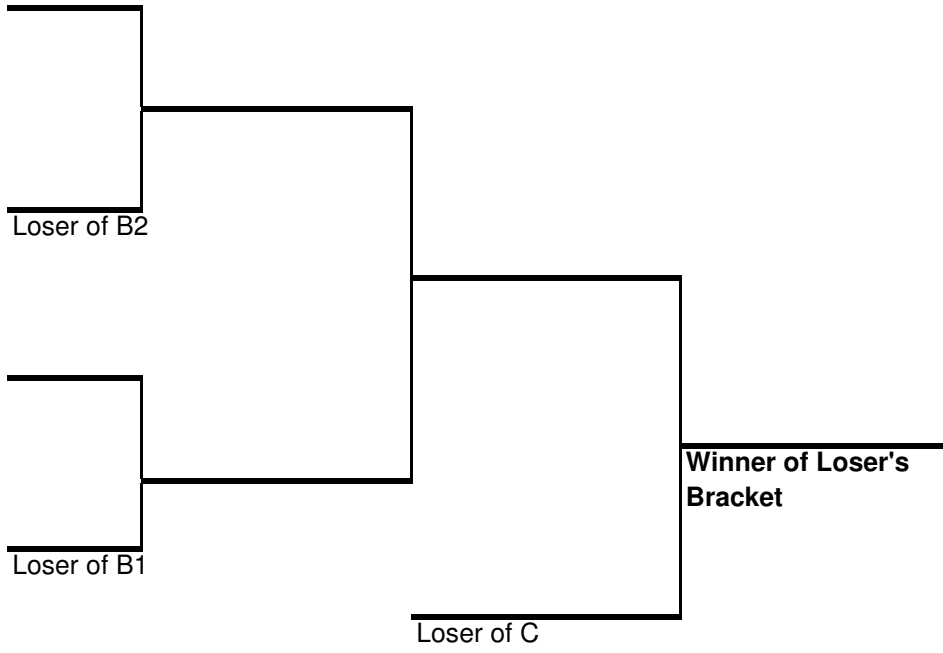 Loser of B2
Winner of Loser's
Bracket
Loser of B1
Loser of C